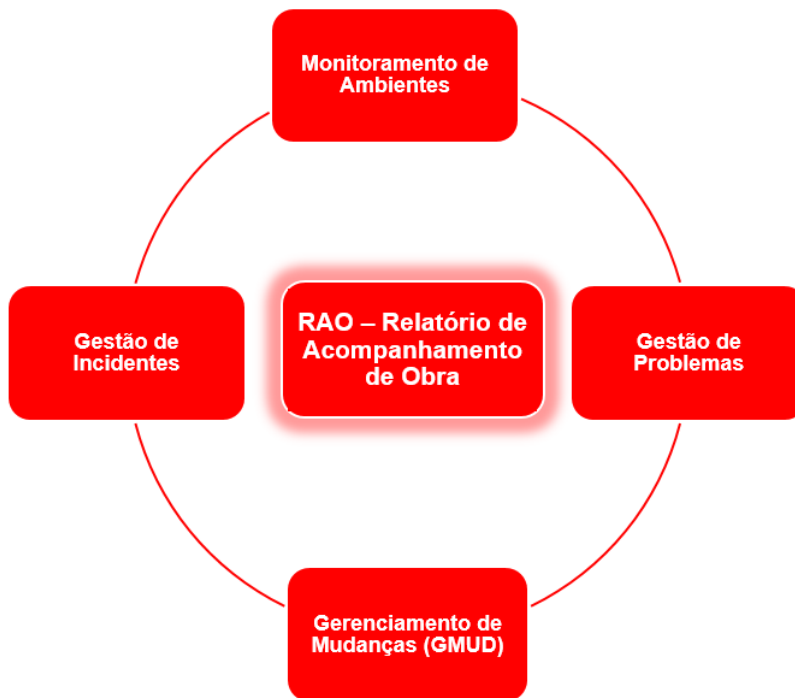 Monitoramento de
Ambientes
Gestão de
Incidentes
RAO – Relatório de
Acompanhamento
de Obra
Gestão de
Problemas
Gerenciamento de
Mudanças (GMUD)